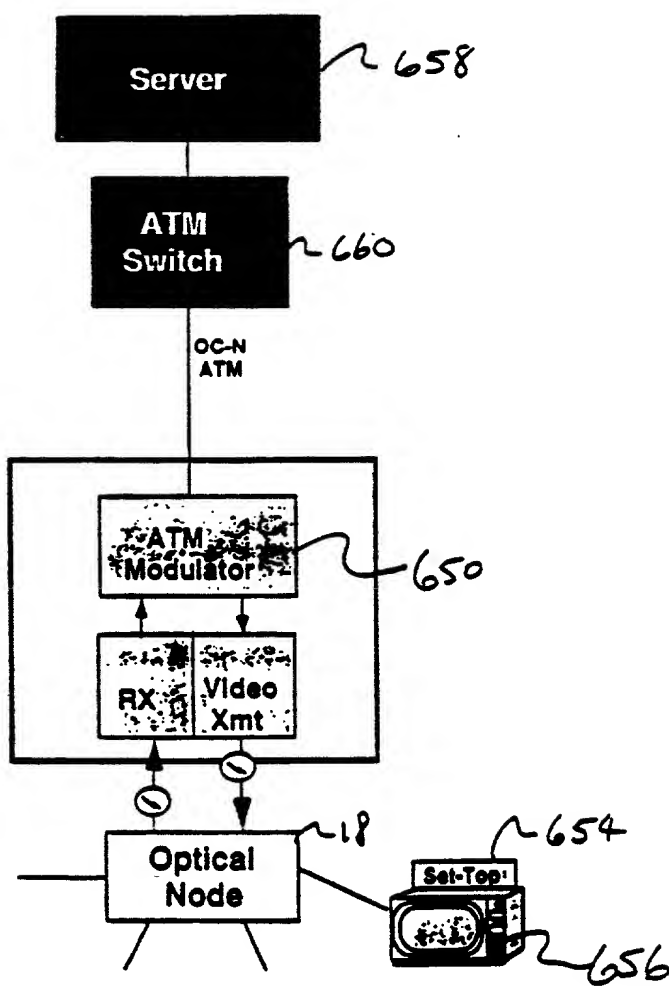 Server
658
ATM
Switch
660
OC-N
ATM
ATM
Modulator
650
RX
Video
Xmt
18
Optical
Node
654
Set-Top
656